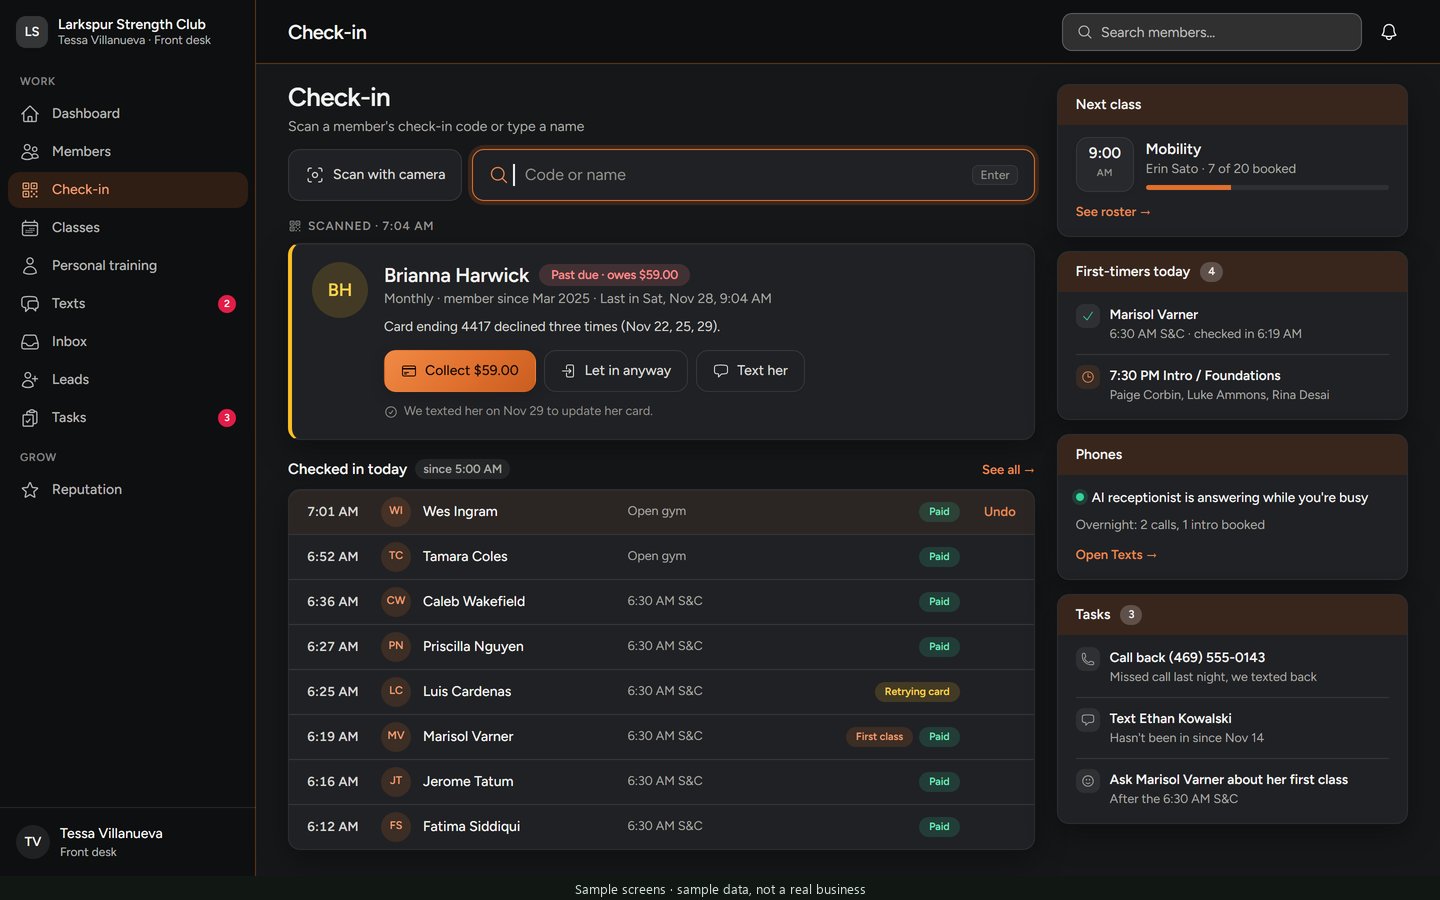 LS
Larkspur Strength Club
Tessa Villanueva · Front desk
WORK
Dashboard
Members
Check-in
Classes
Personal training
Texts 2
Inbox
Leads
Tasks 3
GROW
Reputation
TV
Tessa Villanueva
Front desk
Check-in
Search members...
Check-in
Scan a member's check-in code or type a name
Scan with camera
Code or name
Enter
SCANNED · 7:04 AM
BH
Brianna Harwick Past due · owes $59.00
Monthly · member since Mar 2025 · Last in Sat, Nov 28, 9:04 AM
Card ending 4417 declined three times (Nov 22, 25, 29).
Collect $59.00 Let in anyway Text her
We texted her on Nov 29 to update her card.
Checked in today since 5:00 AM See all →
7:01 AM WI Wes Ingram Open gym Paid Undo
6:52 AM TC Tamara Coles Open gym Paid
6:36 AM CW Caleb Wakefield 6:30 AM S&C Paid
6:27 AM PN Priscilla Nguyen 6:30 AM S&C Paid
6:25 AM LC Luis Cardenas 6:30 AM S&C Retrying card
6:19 AM MV Marisol Varner 6:30 AM S&C First class Paid
6:16 AM JT Jerome Tatum 6:30 AM S&C Paid
6:12 AM FS Fatima Siddiqui 6:30 AM S&C Paid
Next class
9:00 AM
Mobility
Erin Sato · 7 of 20 booked
See roster →
First-timers today 4
Marisol Varner
6:30 AM S&C · checked in 6:19 AM
7:30 PM Intro / Foundations
Paige Corbin, Luke Ammons, Rina Desai
Phones
AI receptionist is answering while you're busy
Overnight: 2 calls, 1 intro booked
Open Texts →
Tasks 3
Call back (469) 555-0143
Missed call last night, we texted back
Text Ethan Kowalski
Hasn't been in since Nov 14
Ask Marisol Varner about her first class
After the 6:30 AM S&C
Sample screens · sample data, not a real business